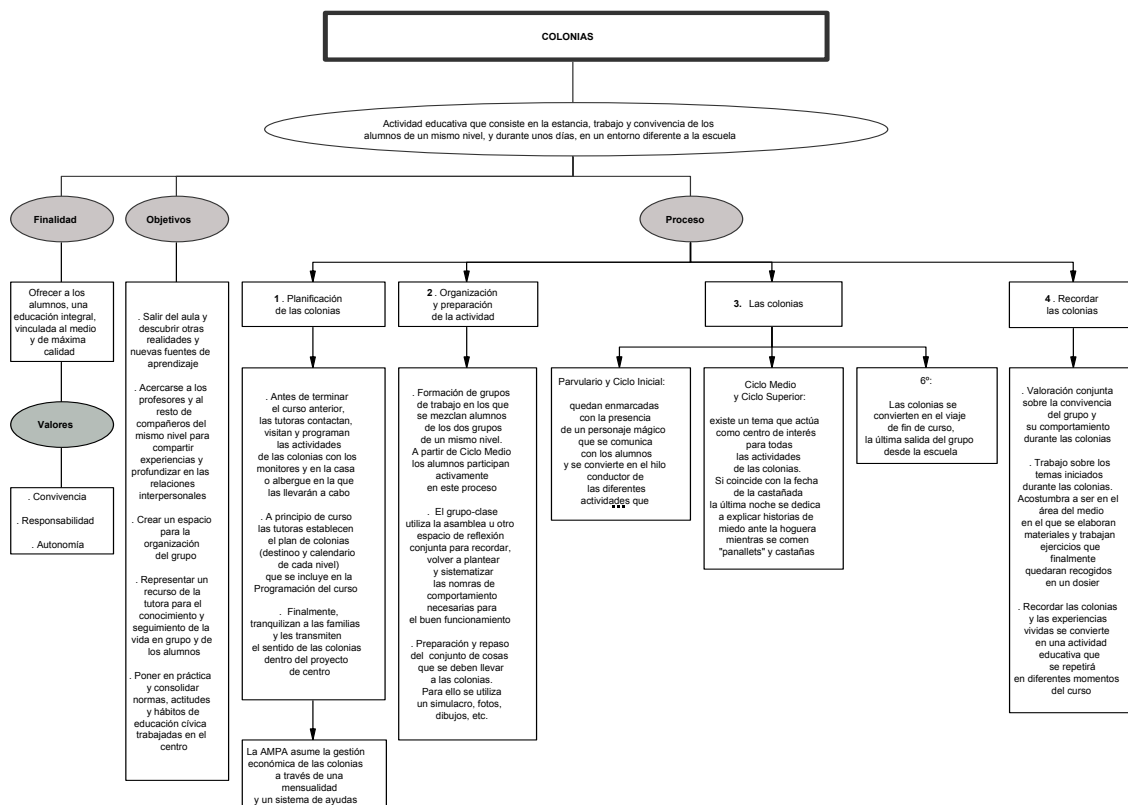 COLONIAS
Actividad educativa que consiste en la estancia, trabajo y convivencia de los
alumnos de un mismo nivel, y durante unos días, en un entorno diferente a la escuela
Finalidad
Objetivos
Proceso
Ofrecer a los
alumnos, una
educación integral,
vinculada al medio
y de máxima
calidad
Valores
. Convivencia
. Responsabilidad
. Autonomía
. Salir del aula y
descubrir otras
realidades y
nuevas fuentes de
aprendizaje
. Acercarse a los
profesores y al
resto de
compañeros del
mismo nivel para
compartir
experiencias y
profundizar en las
relaciones
interpersonales
. Crear un espacio
para la
organización
del grupo
. Representar un
recurso de la
tutora para el
conocimiento y
seguimiento de la
vida en grupo y de
los alumnos
. Poner en práctica
y consolidar
normas, actitudes
y hábitos de
educación cívica
trabajadas en el
centro
1 . Planificación
de las colonias
. Antes de terminar
el curso anterior,
las tutoras contactan,
visitan y programan
las actividades
de las colonias con los
monitores y en la casa
o albergue en la que
las llevarán a cabo
. A principio de curso
las tutoras establecen
el plan de colonias
(destinoo y calendario
de cada nivel)
que se incluye en la
Programación del curso
. Finalmente,
tranquilizan a las familias
y les transmiten
el sentido de las colonias
dentro del proyecto
de centro
La AMPA asume la gestión
económica de las colonias
a través de una
mensualidad
y un sistema de ayudas
2 . Organización
y preparación
de la actividad
. Formación de grupos
de trabajo en los que
se mezclan alumnos
de los dos grupos
de un mismo nivel.
A partir de Ciclo Medio
los alumnos participan
activamente
en este proceso
. El grupo-clase
utiliza la asamblea u otro
espacio de reflexión
conjunta para recordar,
volver a plantear
y sistematizar
las nomras de
comportamiento
necesarias para
el buen funcionamiento
. Preparación y repaso
del conjunto de cosas
que se deben llevar
a las colonias.
Para ello se utiliza
un simulacro, fotos,
dibujos, etc.
3. Las colonias
Parvulario y Ciclo Inicial:
quedan enmarcadas
con la presencia
de un personaje mágico
que se comunica
con los alumnos
y se convierte en el hilo
conductor de
las diferentes
actividades que
...
Ciclo Medio
y Ciclo Superior:
existe un tema que actúa
como centro de interés
para todas
las actividades
de las colonias.
Si coincide con la fecha
de la castañada
la última noche se dedica
a explicar historias de
miedo ante la hoguera
mientras se comen
"panallets" y castañas
6º:
Las colonias se
convierten en el viaje
de fin de curso,
la última salida del grupo
desde la escuela
4 . Recordar
las colonias
. Valoración conjunta
sobre la convivencia
del grupo y
su comportamiento
durante las colonias
. Trabajo sobre los
temas iniciados
durante las colonias.
Acostumbra a ser en el
área del medio
en el que se elaboran
materiales y trabajan
ejercicios que
finalmente
quedaran recogidos
en un dosier
. Recordar las colonias
y las experiencias
vividas se convierte
en una actividad
educativa que
se repetirá
en diferentes momentos
del curso